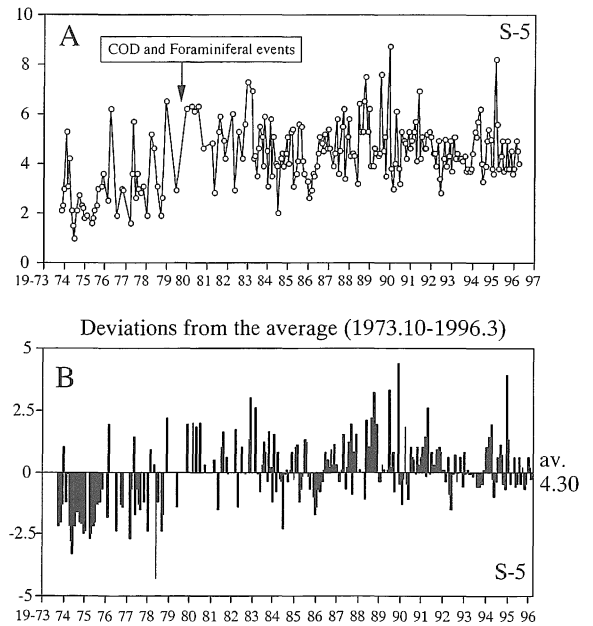 10
A
S-5
COD and Foraminiferal events
8
6
4
2
0
19-73 74 75 76 77 78 79 80 81 82 83 84 85 86 87 88 89 90 91 92 93 94 95 96 97
Deviations from the average (1973.10-1996.3)
5
B
2.5
0
av.
4.30
-2.5
S-5
-5
19-73 74 75 76 77 78 79 80 81 82 83 84 85 86 87 88 89 90 91 92 93 94 95 96